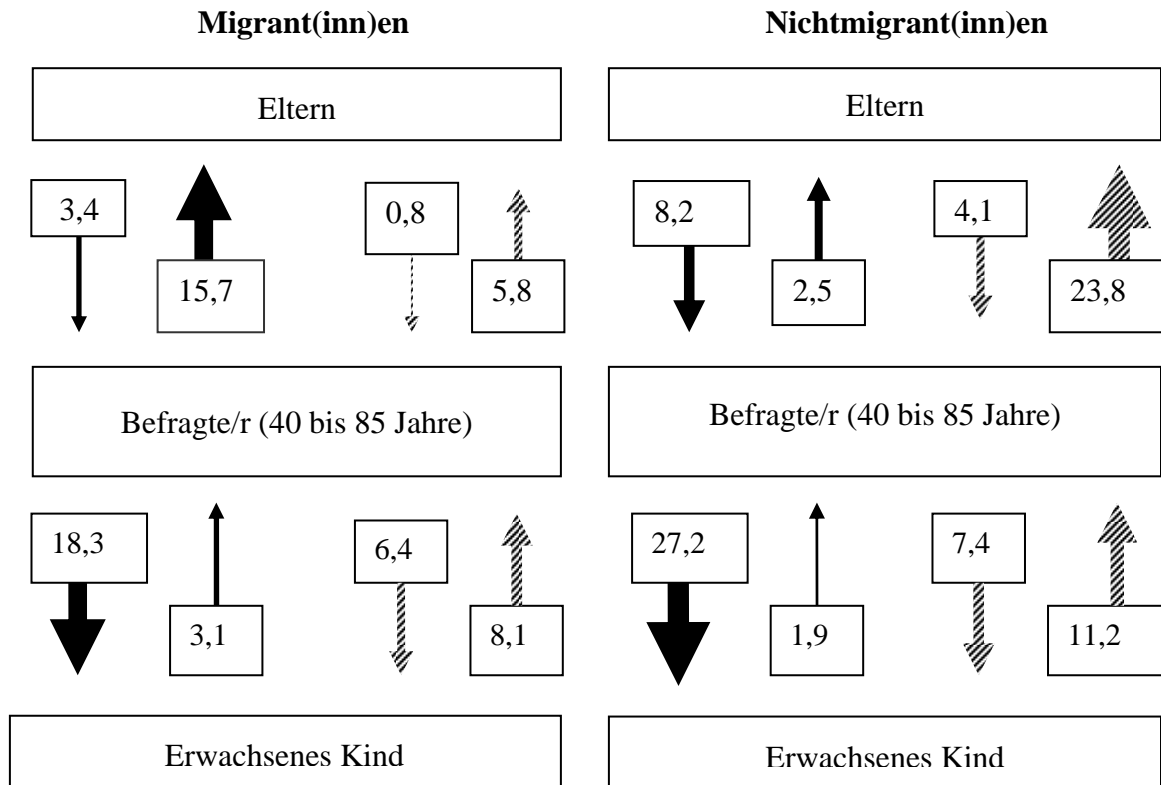 Migrant(inn)en Nichtmigrant(inn)en
Eltern Eltern
3,4 0,8 8,2 4,1
15,7 5,8 2,5 23,8
Befragte/r (40 bis 85 Jahre) Befragte/r (40 bis 85 Jahre)
18,3 6,4 27,2 7,4
3,1 8,1 1,9 11,2
Erwachsenes Kind Erwachsenes Kind